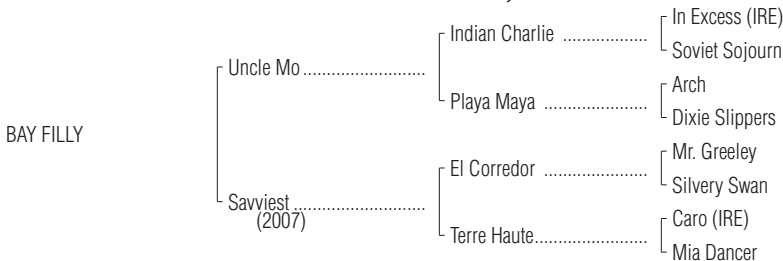 In Excess (IRE)
Indian Charlie ....................
Soviet Sojourn
Uncle Mo .............................
Arch
Playa Maya ........................
Dixie Slippers
BAY FILLY
Mr. Greeley
El Corredor ........................
Silvery Swan
Savviest ...............................
(2007)
Caro (IRE)
Terre Haute..........................
Mia Dancer